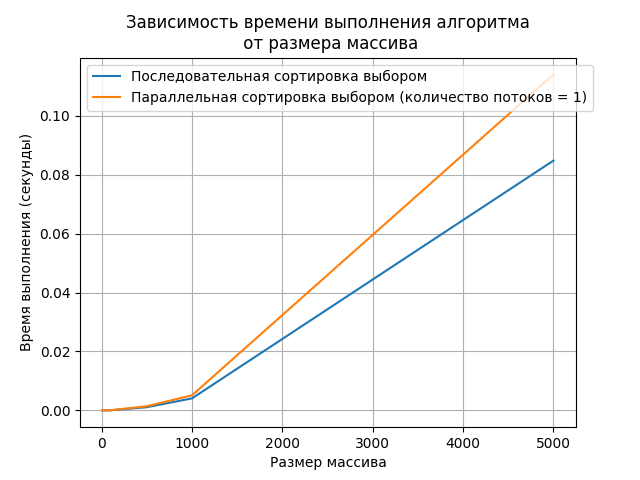 Зависимость времени выполнения алгоритма
от размера массива
Последовательная сортировка выбором
Параллельная сортировка выбором (количество потоков = 1)
Время выполнения (секунды)
0.10
0.08
0.06
0.04
0.02
0.00
0 1000 2000 3000 4000 5000
Размер массива